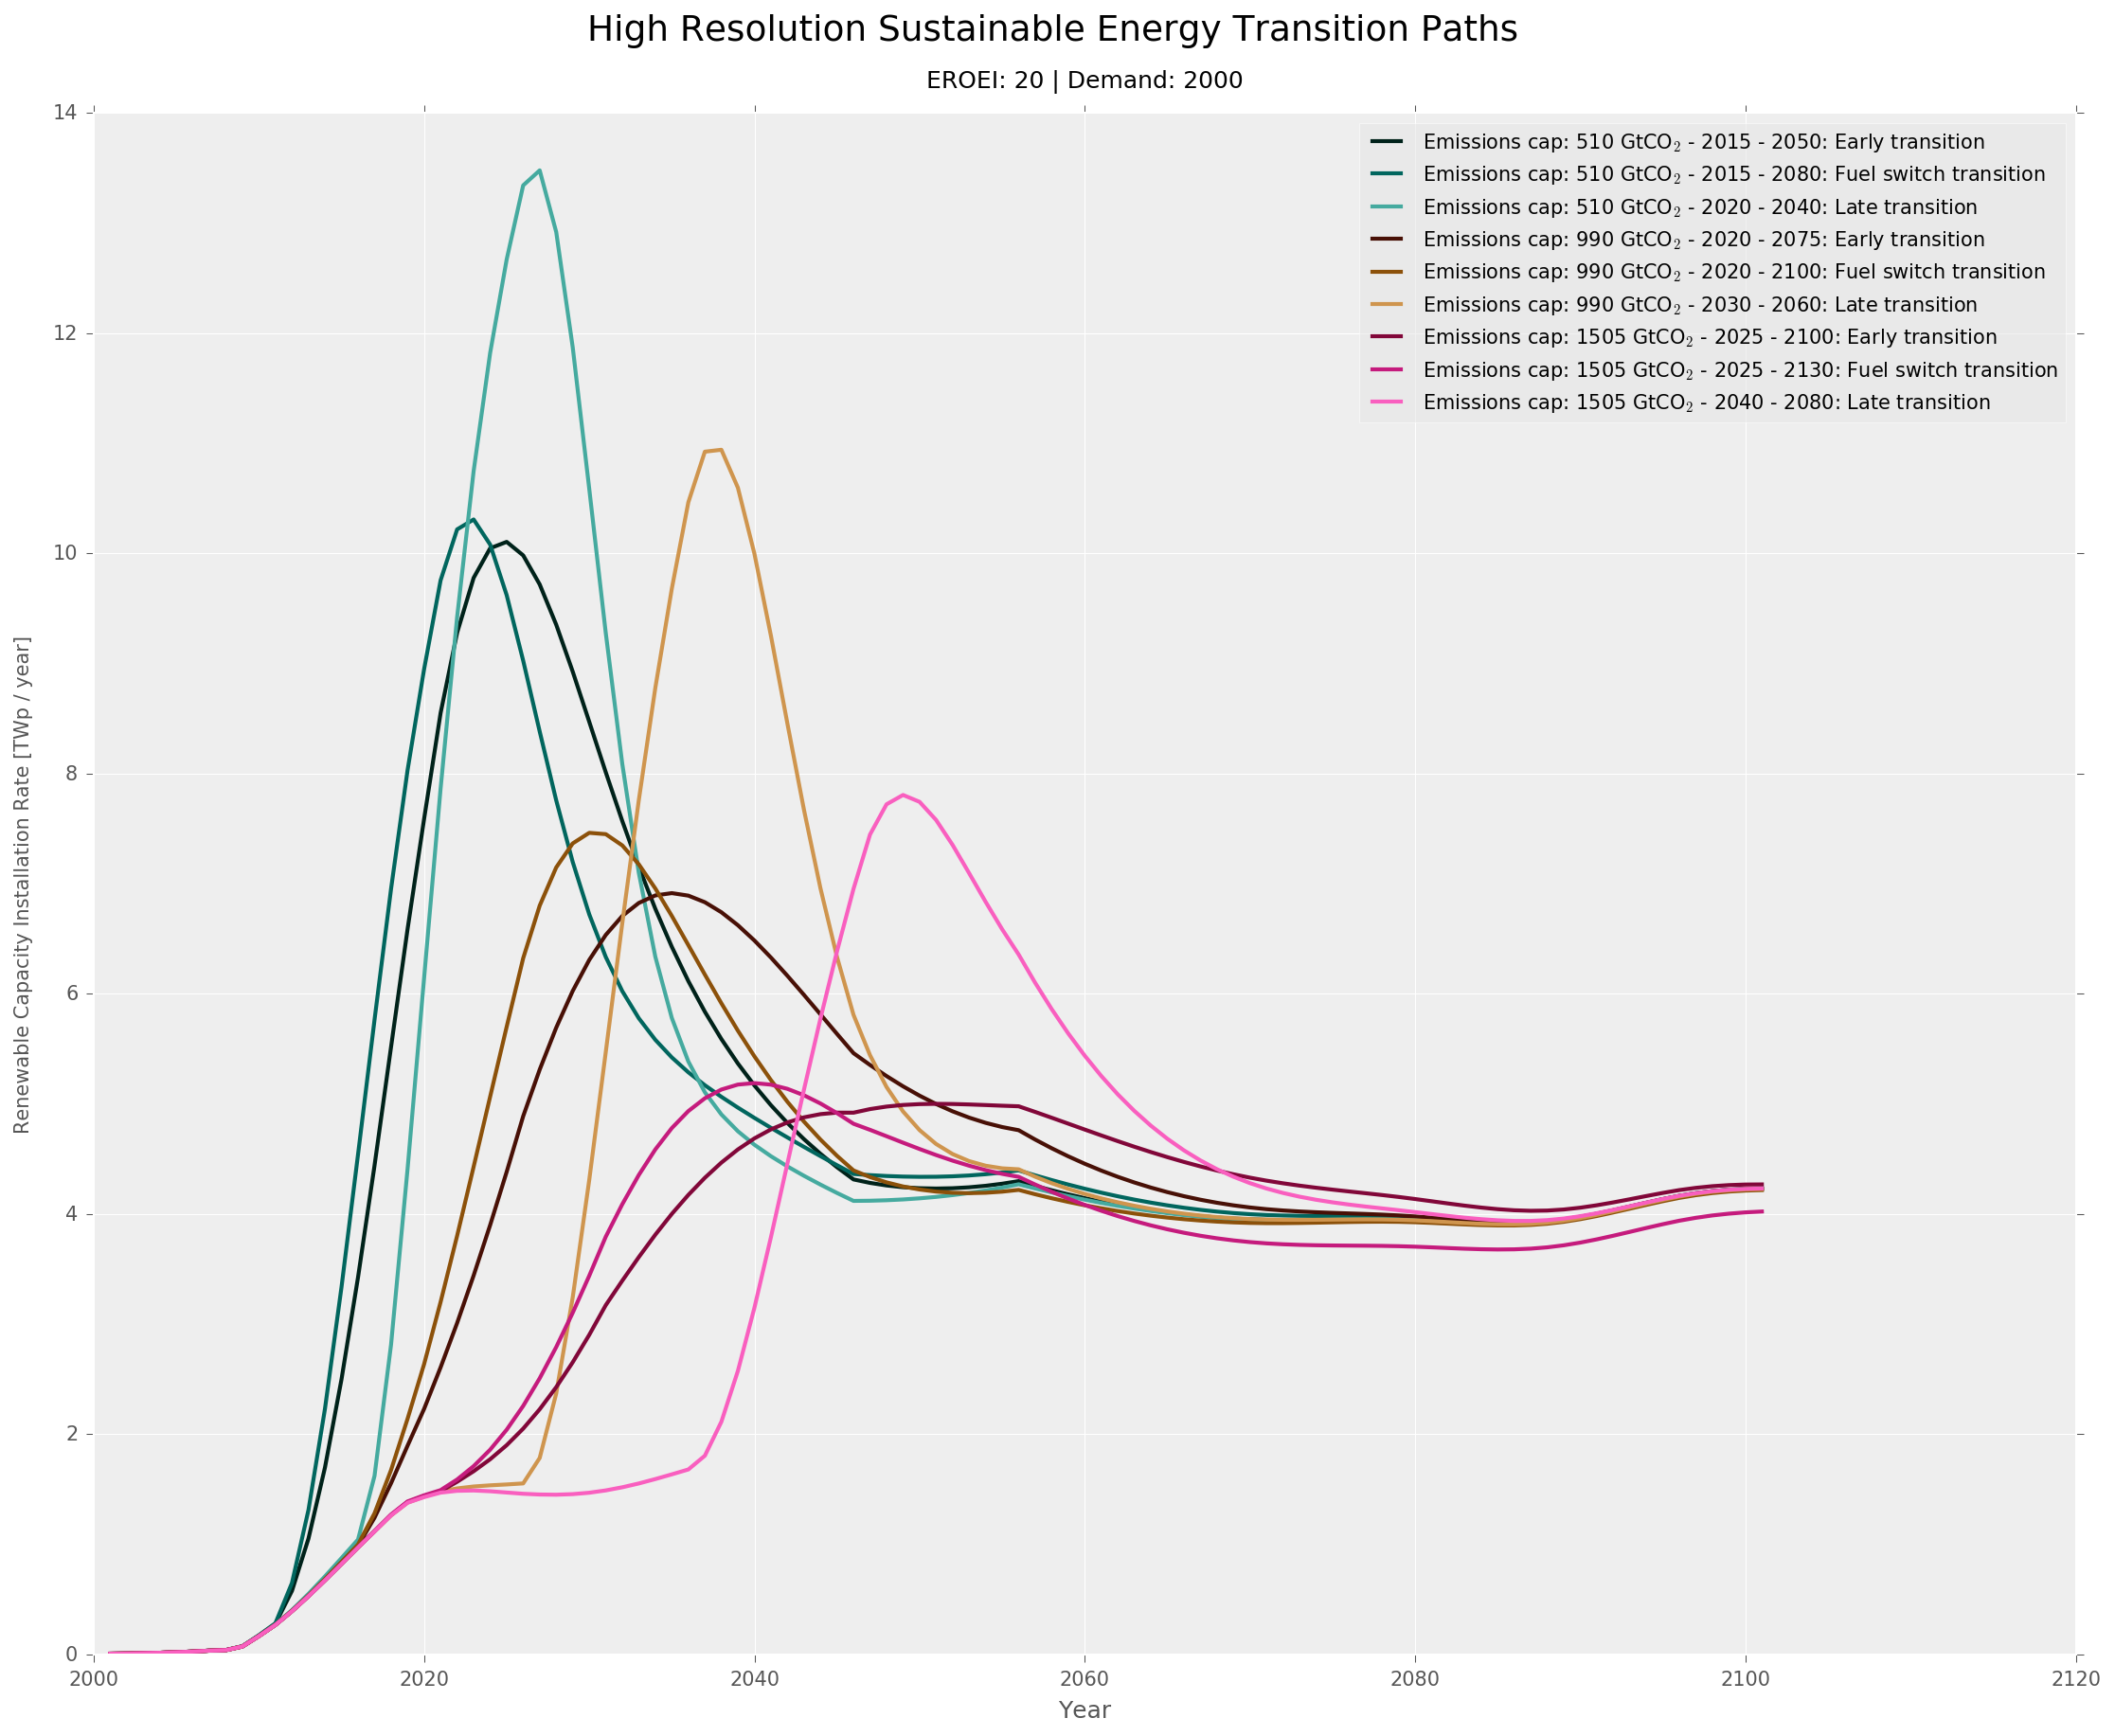 High Resolution Sustainable Energy Transition Paths
EROEI: 20 | Demand: 2000
14
12
10
8
6
4
2
0
Renewable Capacity Installation Rate [TWp / year]
Emissions cap: 510 GtCO₂ - 2015 - 2050: Early transition
Emissions cap: 510 GtCO₂ - 2015 - 2080: Fuel switch transition
Emissions cap: 510 GtCO₂ - 2020 - 2040: Late transition
Emissions cap: 990 GtCO₂ - 2020 - 2075: Early transition
Emissions cap: 990 GtCO₂ - 2020 - 2100: Fuel switch transition
Emissions cap: 990 GtCO₂ - 2030 - 2060: Late transition
Emissions cap: 1505 GtCO₂ - 2025 - 2100: Early transition
Emissions cap: 1505 GtCO₂ - 2025 - 2130: Fuel switch transition
Emissions cap: 1505 GtCO₂ - 2040 - 2080: Late transition
2000 2020 2040 2060 2080 2100 2120
Year